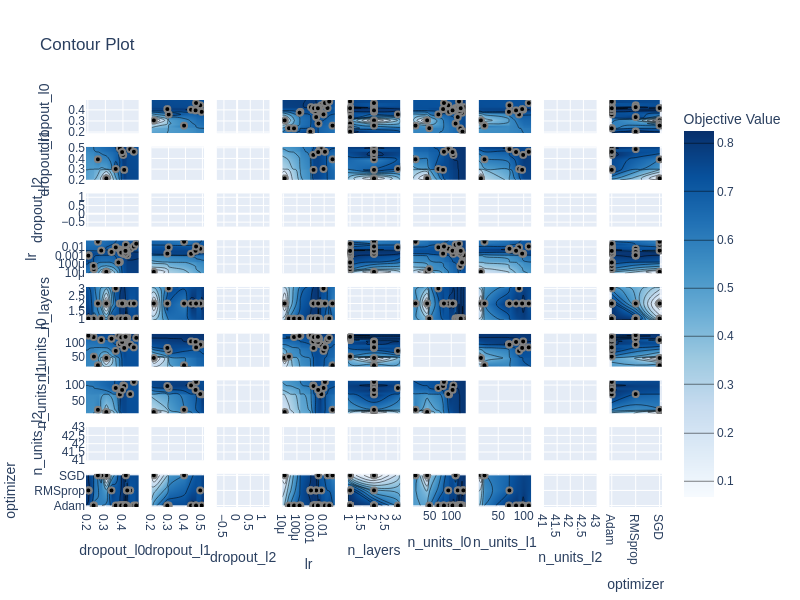 Contour Plot
Objective Value
0.8
0.7
0.6
0.5
0.4
0.3
0.2
0.1
dropout_l0
0.4
0.3
0.2
dropout_l1
0.5
0.4
0.3
0.2
dropout_l2
1
0.5
0
−0.5
lr
0.01
0.001
100μ
10μ
n_layers
3
2.5
2
1.5
1
n_units_l0
100
50
n_units_l1
100
50
n_units_l2
43
42.5
42
41.5
41
optimizer
SGD
RMSprop
Adam
0.2 0.3 0.4
0.2 0.3 0.4 0.5
−0.5 0 0.5 1
10μ 100μ 0.001 0.01
1 1.5 2 2.5 3
50 100
50 100
41 41.5 42 42.5 43
Adam RMSprop SGD
dropout_l0 dropout_l1 dropout_l2 lr n_layers n_units_l0 n_units_l1 n_units_l2 optimizer